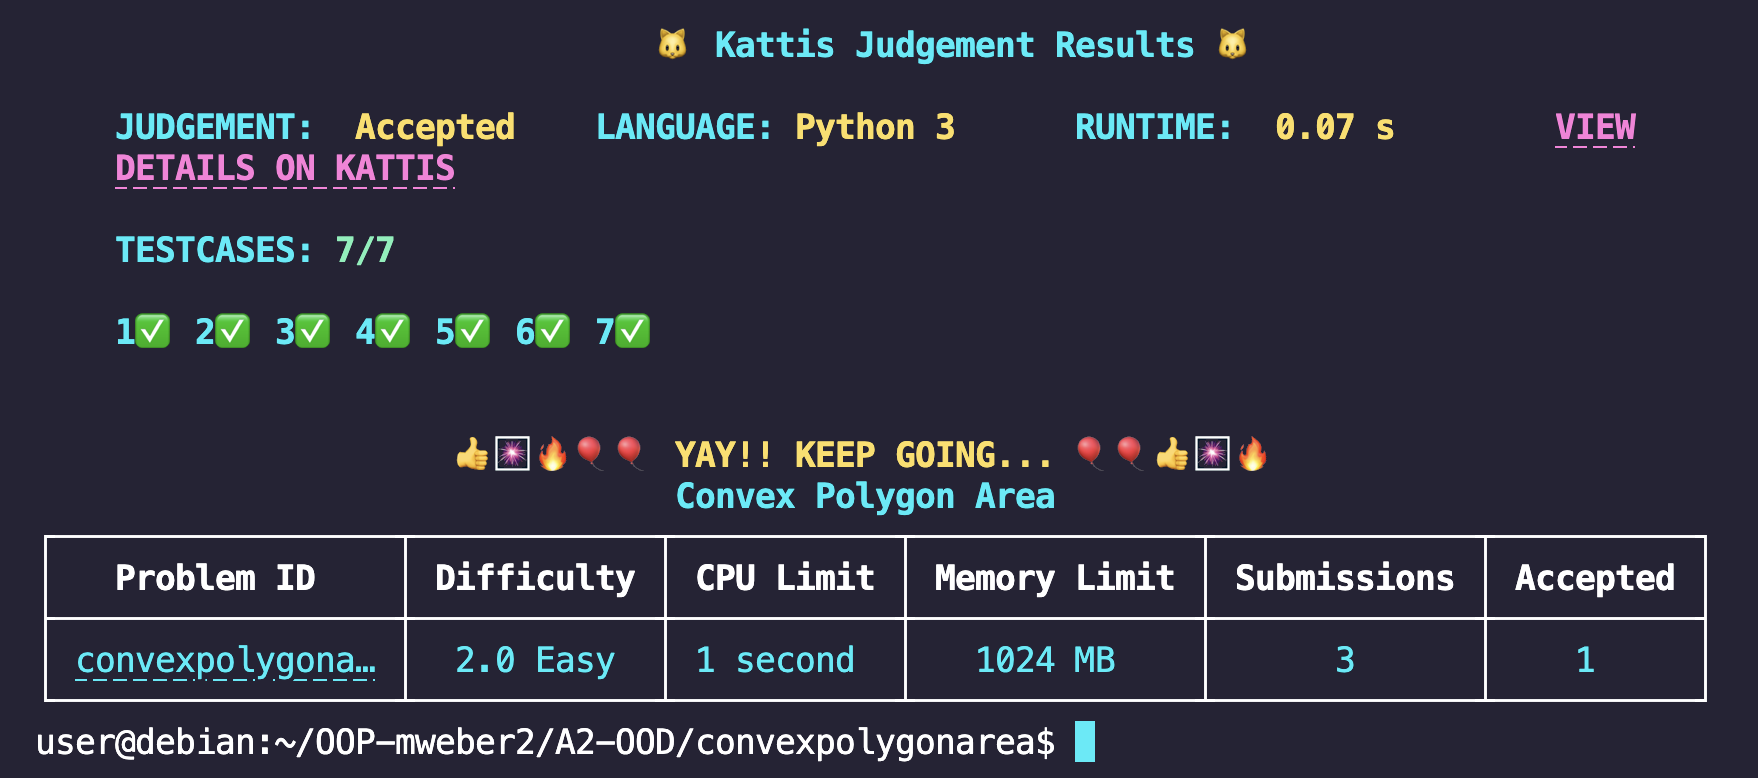 🐱 Kattis Judgement Results 🐱
JUDGEMENT: Accepted LANGUAGE: Python 3 RUNTIME: 0.07 s VIEW
DETAILS ON KATTIS
TESTCASES: 7/7
1✅ 2✅ 3✅ 4✅ 5✅ 6✅ 7✅
👍🎆🔥🎈🎈 YAY!! KEEP GOING... 🎈🎈👍🎆🔥
Convex Polygon Area
Problem ID Difficulty CPU Limit Memory Limit Submissions Accepted
convexpolygona… 2.0 Easy 1 second 1024 MB 3 1
user@debian:~/OOP-mweber2/A2-OOD/convexpolygonarea$